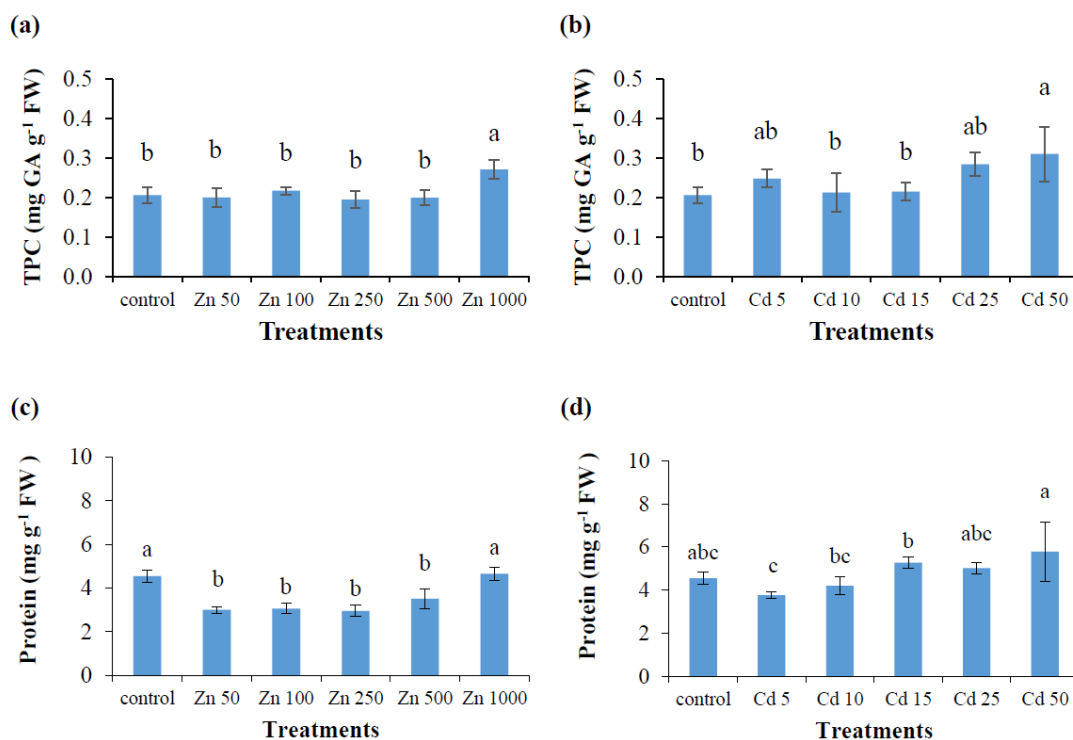 (a)
TPC (mg GA g-1 FW)
0.5
0.4
0.3
0.2
0.1
0.0
b
b
b
b
b
a
control Zn 50 Zn 100 Zn 250 Zn 500 Zn 1000
Treatments
(b)
TPC (mg GA g-1 FW)
0.5
0.4
0.3
0.2
0.1
0.0
b
ab
b
b
ab
a
control Cd 5 Cd 10 Cd 15 Cd 25 Cd 50
Treatments
(c)
Protein (mg g-1 FW )
10
8
6
4
2
0
a
b
b
b
b
a
control Zn 50 Zn 100 Zn 250 Zn 500 Zn 1000
Treatments
(d)
Protein (mg g-1 FW)
10
8
6
4
2
0
abc
c
bc
b
abc
a
control Cd 5 Cd 10 Cd 15 Cd 25 Cd 50
Treatments